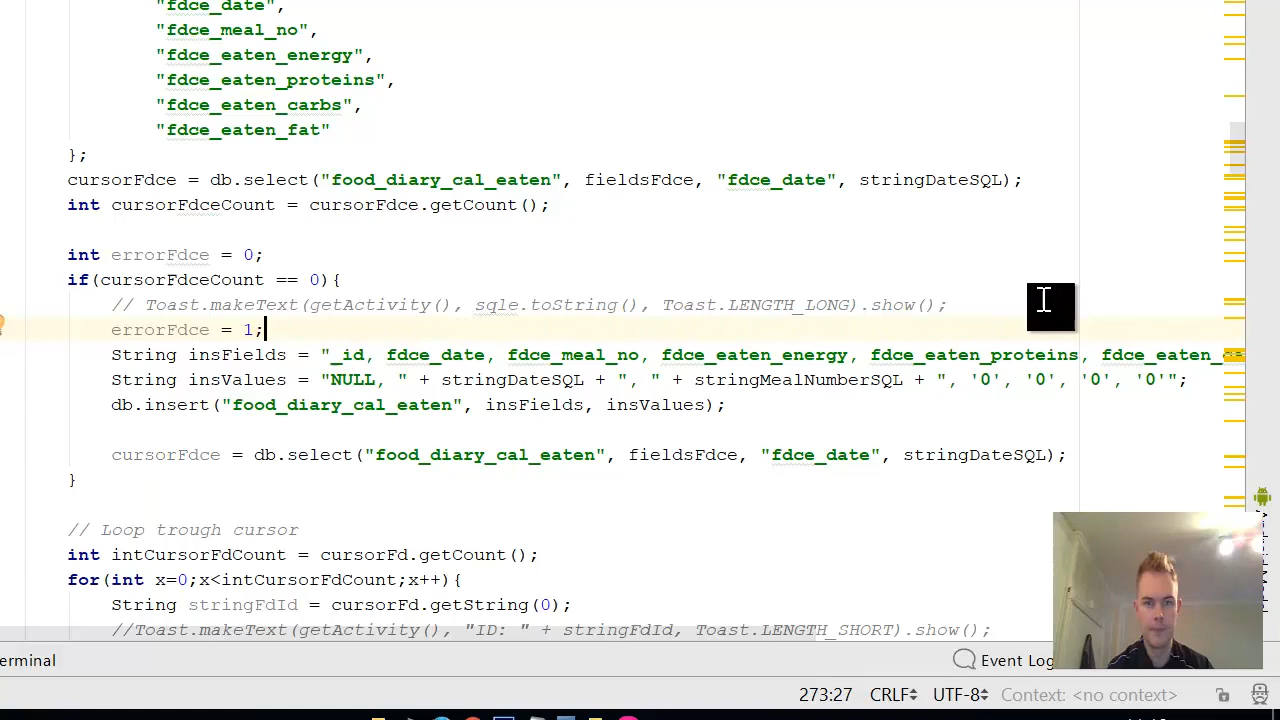 "fdce_date",
"fdce_meal_no",
"fdce_eaten_energy",
"fdce_eaten_proteins",
"fdce_eaten_carbs",
"fdce_eaten_fat"
};
cursorFdce = db.select("food_diary_cal_eaten", fieldsFdce, "fdce_date", stringDateSQL);
int cursorFdceCount = cursorFdce.getCount();
int errorFdce = 0;
if(cursorFdceCount == 0){
// Toast.makeText(getActivity(), sqle.toString(), Toast.LENGTH_LONG).show();
errorFdce = 1;
String insFields = "_id, fdce_date, fdce_meal_no, fdce_eaten_energy, fdce_eaten_proteins, fdce_eaten_
String insValues = "NULL, " + stringDateSQL + ", " + stringMealNumberSQL + ", '0', '0', '0', '0'";
db.insert("food_diary_cal_eaten", insFields, insValues);
cursorFdce = db.select("food_diary_cal_eaten", fieldsFdce, "fdce_date", stringDateSQL);
}
// Loop trough cursor
int intCursorFdCount = cursorFd.getCount();
for(int x=0;x<intCursorFdCount;x++){
String stringFdId = cursorFd.getString(0);
//Toast.makeText(getActivity(), "ID: " + stringFdId, Toast.LENGTH_SHORT).show();
erminal
Event Log
273:27 CRLF UTF-8 Context: <no context>